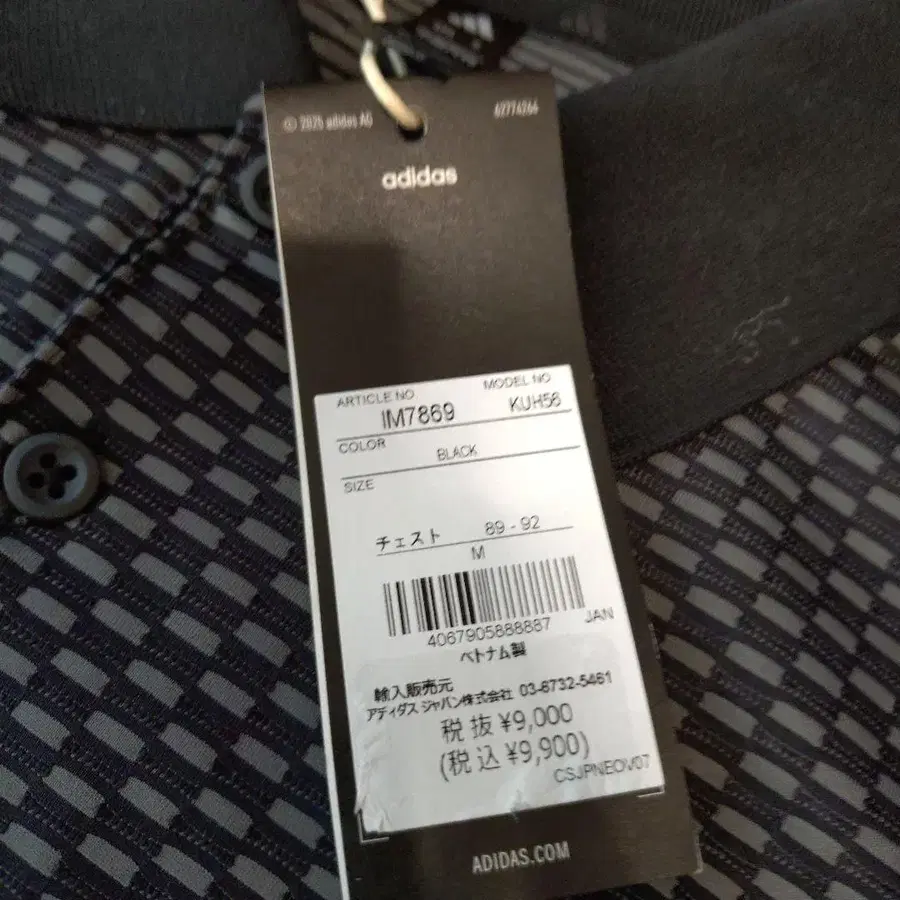 © 2025 adidas AG 62774264
adidas
ARTICLE NO MODEL NO
IM7869 KUH56
COLOR
BLACK
SIZE
チェスト 89 - 92
M
4067905888887 JAN
ベトナム製
輸入販売元
アディダス ジャパン株式会社 03-6732-5461
税 抜 ¥9,000
(税 込 ¥9,900)
CSJPNEOIV07
ADIDAS.COM